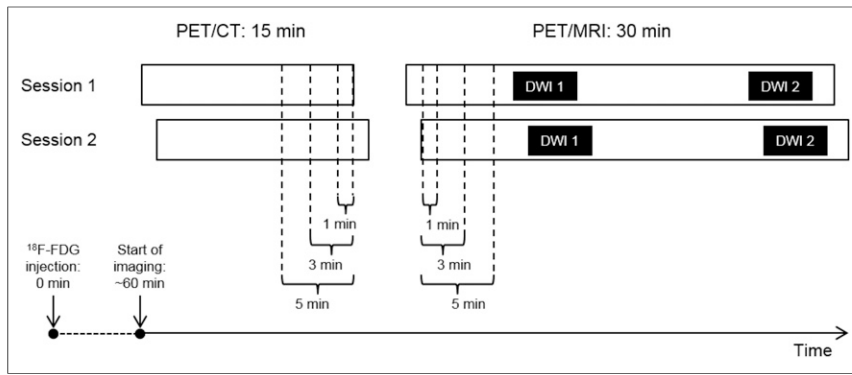 PET/CT: 15 min
PET/MRI: 30 min
Session 1
DWI 1
DWI 2
Session 2
DWI 1
DWI 2
1 min
1 min
3 min
3 min
5 min
5 min
¹⁸F-FDG
injection:
0 min
Start of
imaging:
~60 min
Time